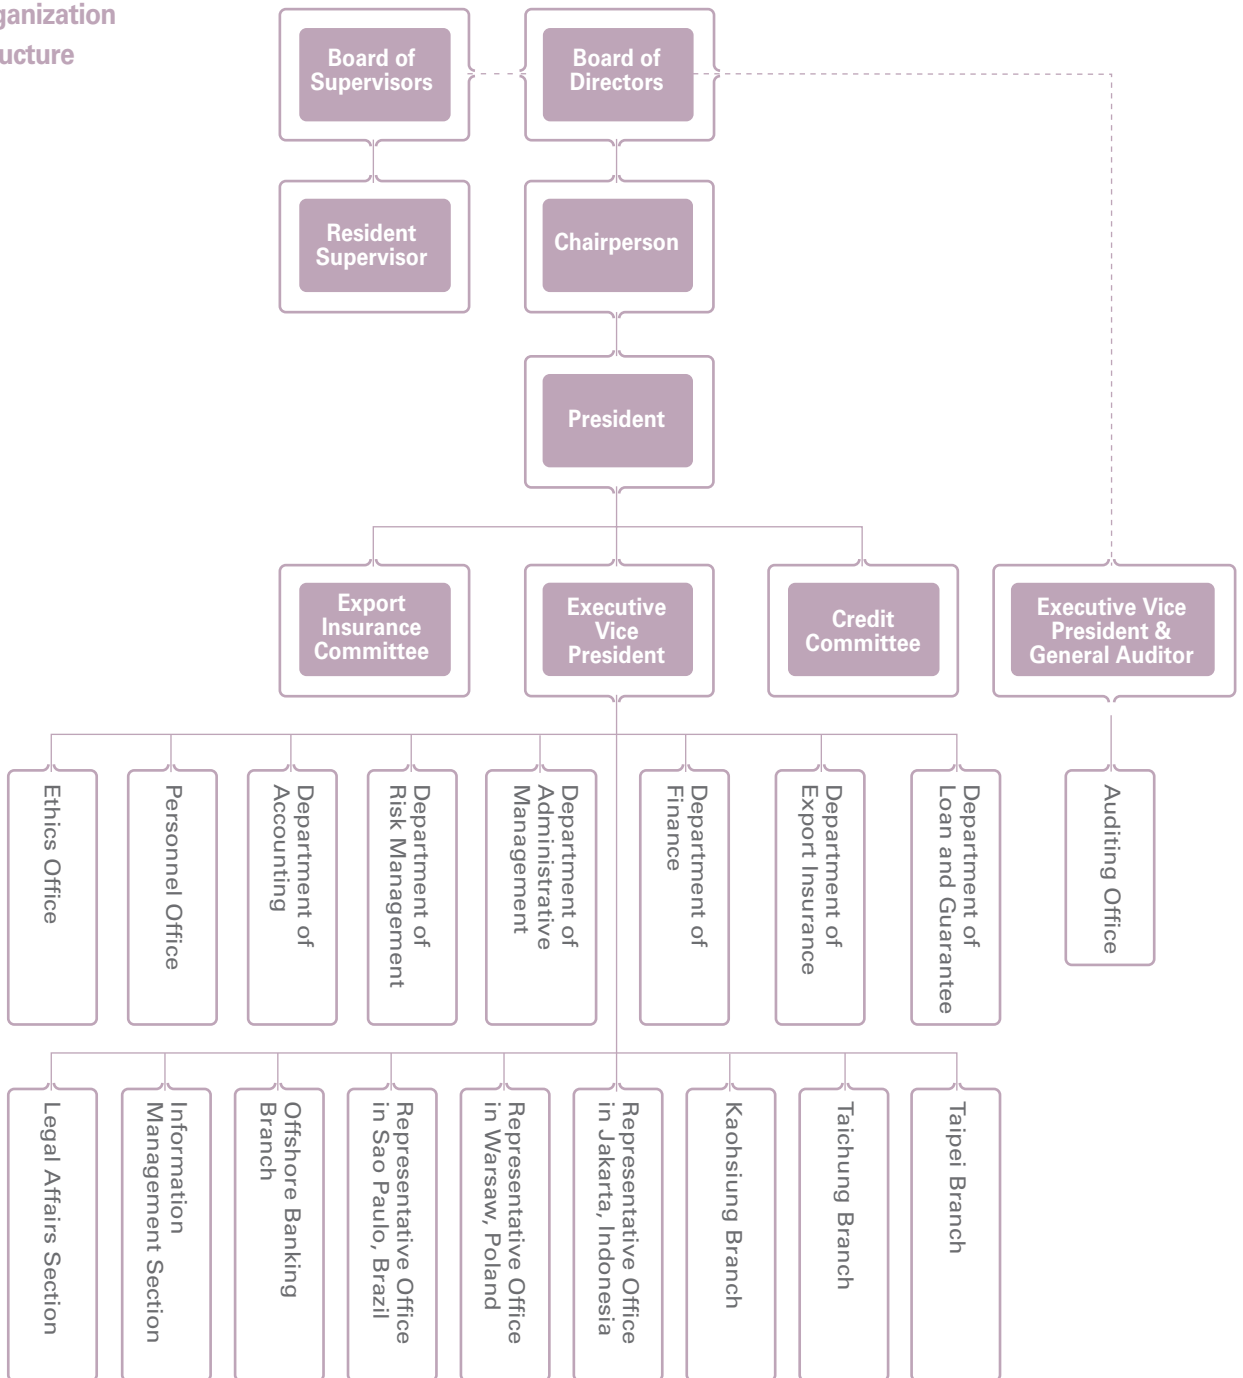 ganization
ucture
Board of
Supervisors
Board of
Directors
Resident
Supervisor
Chairperson
President
Export
Insurance
Committee
Executive
Vice
President
Credit
Committee
Executive Vice
President &
General Auditor
Ethics Office
Personnel Office
Department of
Accounting
Department of
Risk Management
Department of
Administrative
Management
Department of
Finance
Department of
Export Insurance
Department of
Loan and Guarantee
Auditing Office
Legal Affairs Section
Information
Management Section
Offshore Banking
Branch
Representative Office
in Sao Paulo, Brazil
Representative Office
in Warsaw, Poland
Representative Office
in Jakarta, Indonesia
Kaohsiung Branch
Taichung Branch
Taipei Branch